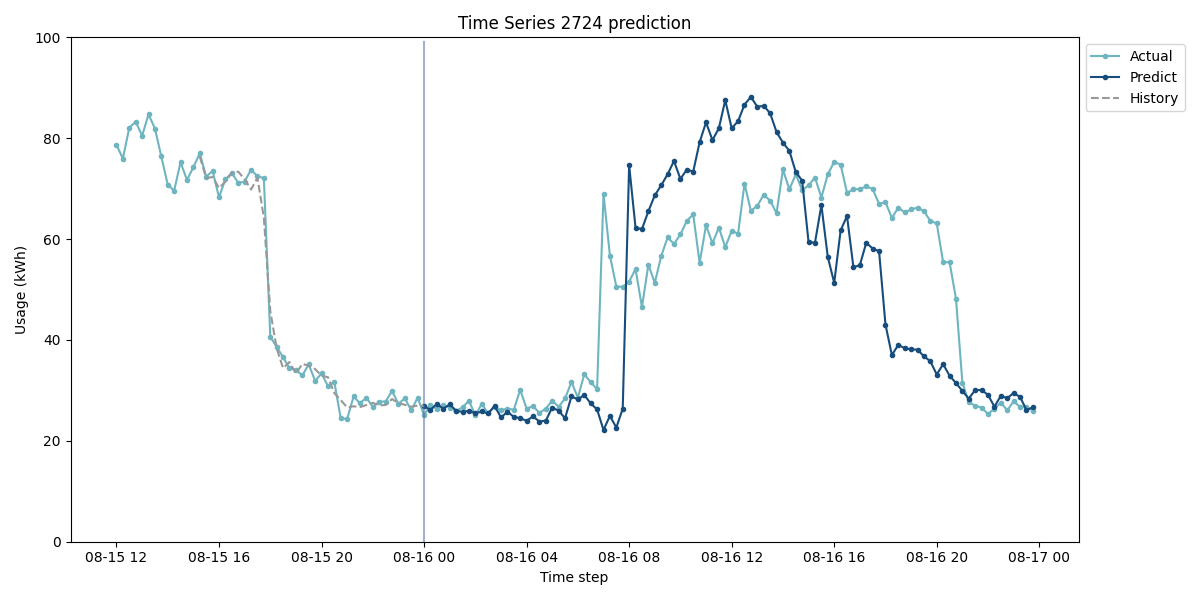 Time Series 2724 prediction
100
80
60
40
20
0
Usage (kWh)
08-15 12
08-15 16
08-15 20
08-16 00
08-16 04
08-16 08
08-16 12
08-16 16
08-16 20
08-17 00
Time step
Actual
Predict
History